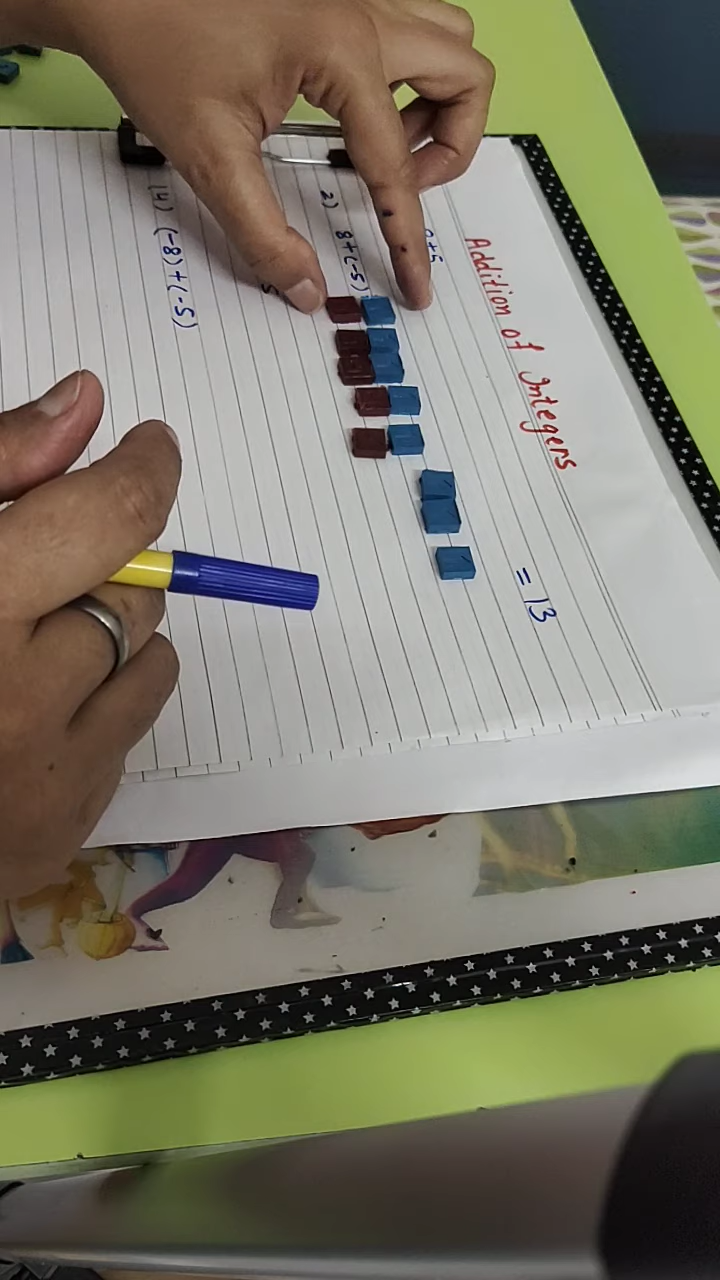 Addition of Integers
= 13
2) 8+(-5)
(4) (-8)+(-5)